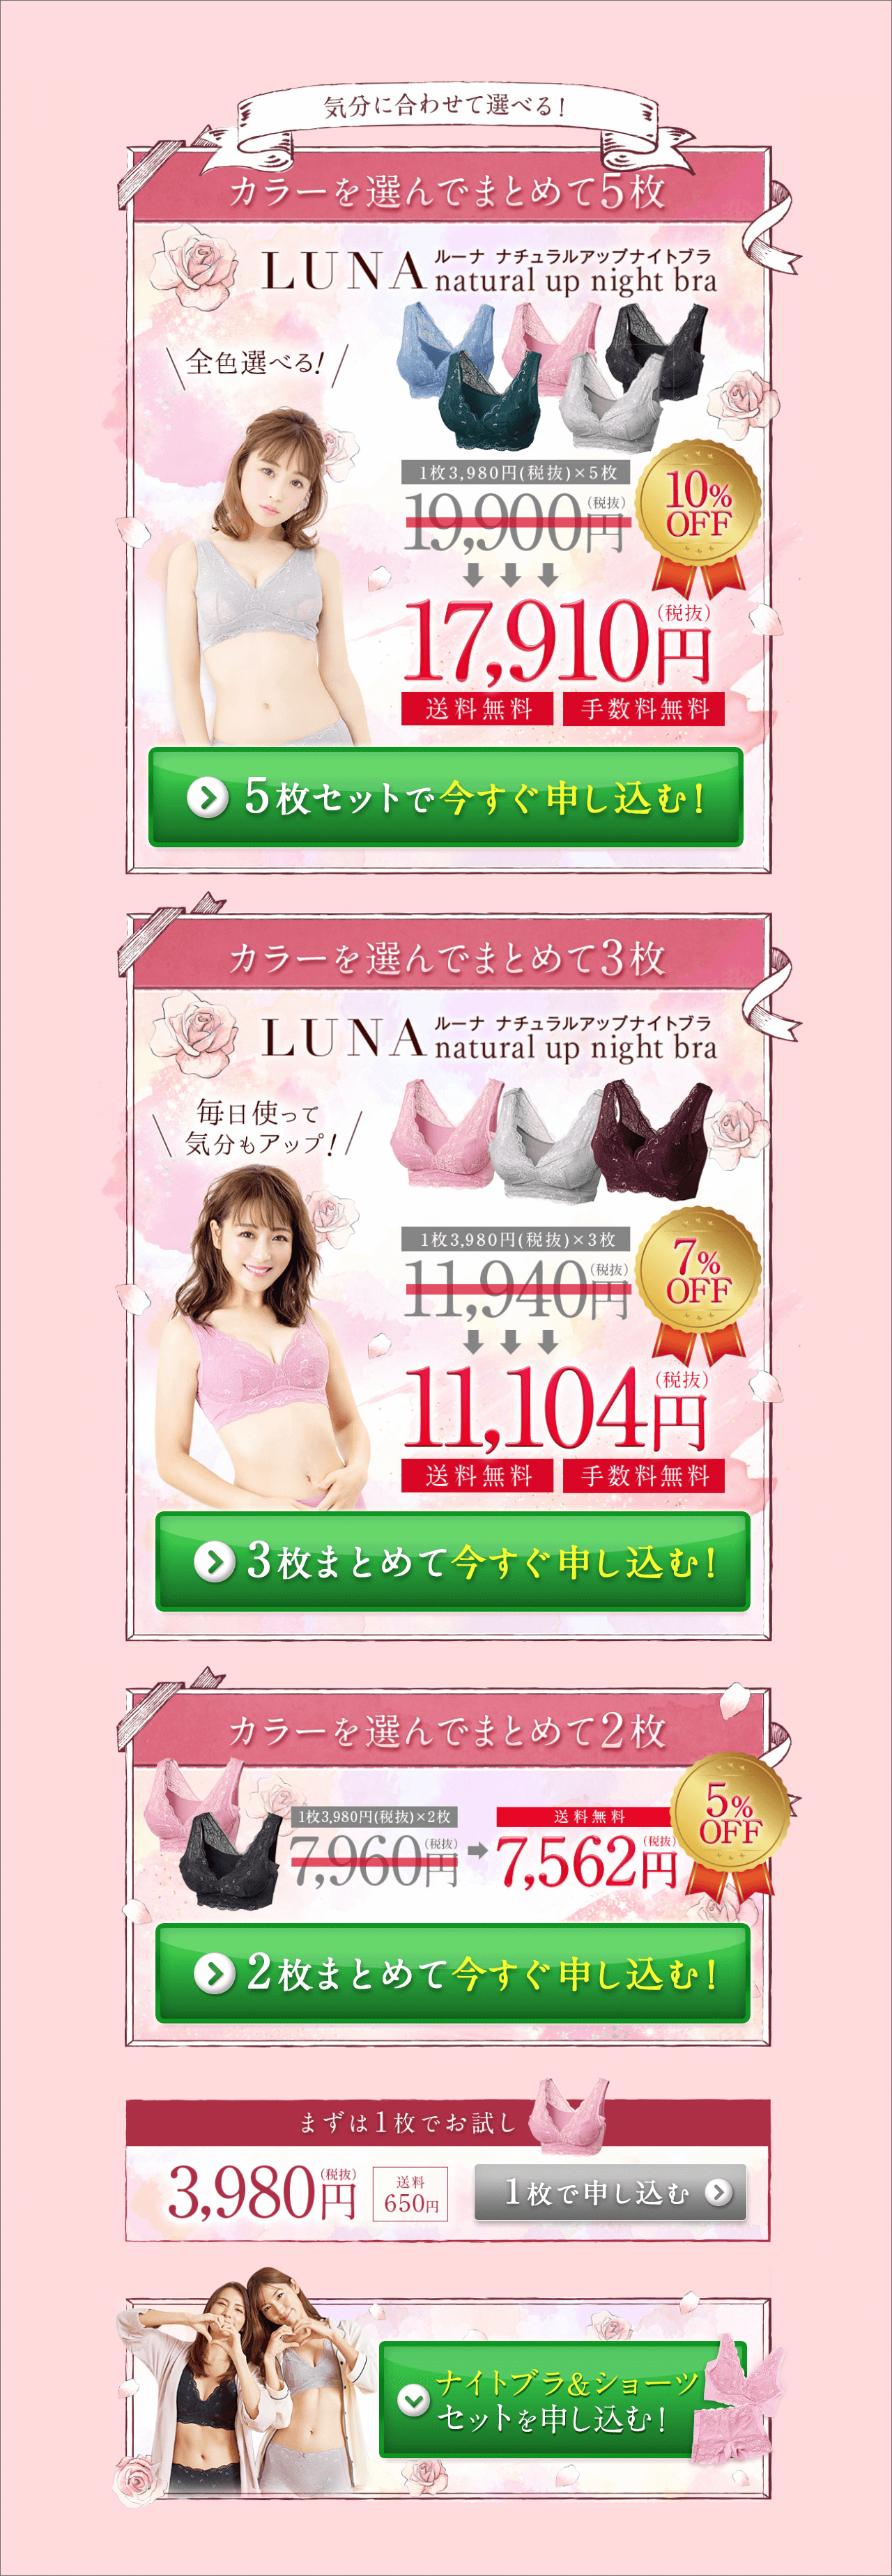 気分に合わせて選べる!
カラーを選んでまとめて5枚
LUNA ルーナ ナチュラルアップナイトブラ
natural up night bra
全色選べる!
1枚3,980円(税抜)×5枚
19,900円(税抜)
10%
OFF
17,910円(税抜)
送料無料 手数料無料
5枚セットで今すぐ申し込む!
カラーを選んでまとめて3枚
LUNA ルーナ ナチュラルアップナイトブラ
natural up night bra
毎日使って
気分もアップ!
1枚3,980円(税抜)×3枚
11,940円(税抜)
7%
OFF
11,104円(税抜)
送料無料 手数料無料
3枚まとめて今すぐ申し込む!
カラーを選んでまとめて2枚
1枚3,980円(税抜)×2枚
7,960円(税抜)
送料無料
7,562円(税抜)
5%
OFF
2枚まとめて今すぐ申し込む!
まずは1枚でお試し
3,980円(税抜)
送料
650円
1枚で申し込む
ナイトブラ&ショーツ
セットを申し込む!